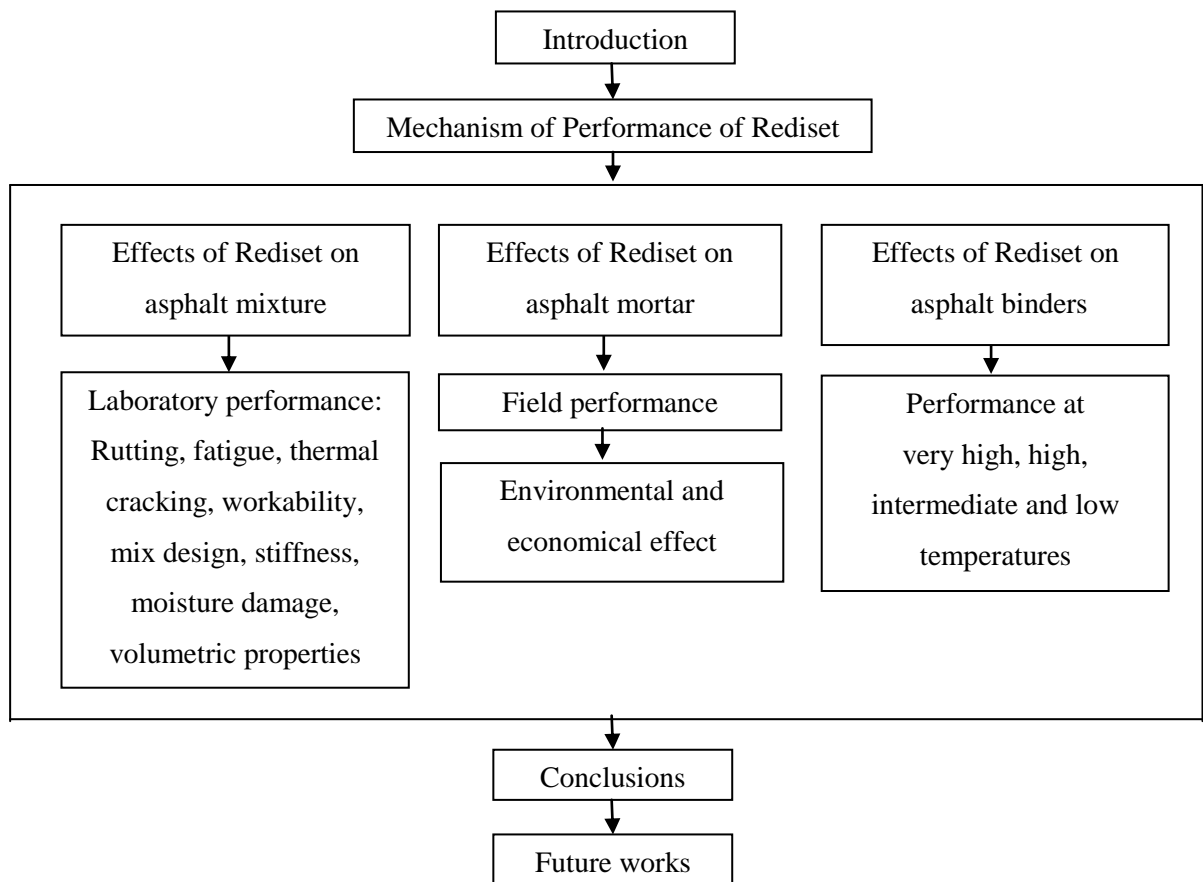 Introduction
Mechanism of Performance of Rediset
Effects of Rediset on
asphalt mixture
Effects of Rediset on
asphalt mortar
Effects of Rediset on
asphalt binders
Laboratory performance:
Rutting, fatigue, thermal
cracking, workability,
mix design, stiffness,
moisture damage,
volumetric properties
Field performance
Environmental and
economical effect
Performance at
very high, high,
intermediate and low
temperatures
Conclusions
Future works